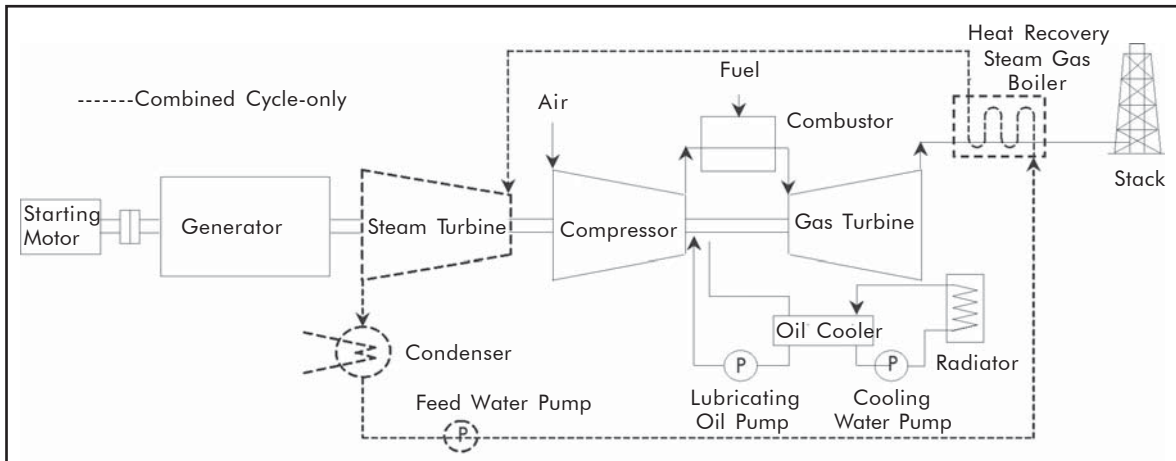 Heat Recovery
Steam Gas
Boiler
Fuel
-------Combined Cycle-only
Air
Combustor
Stack
Starting
Motor
Generator
Steam Turbine
Compressor
Gas Turbine
Oil Cooler
Condenser
P
P
Radiator
Feed Water Pump
Lubricating
Oil Pump
Cooling
Water Pump
P